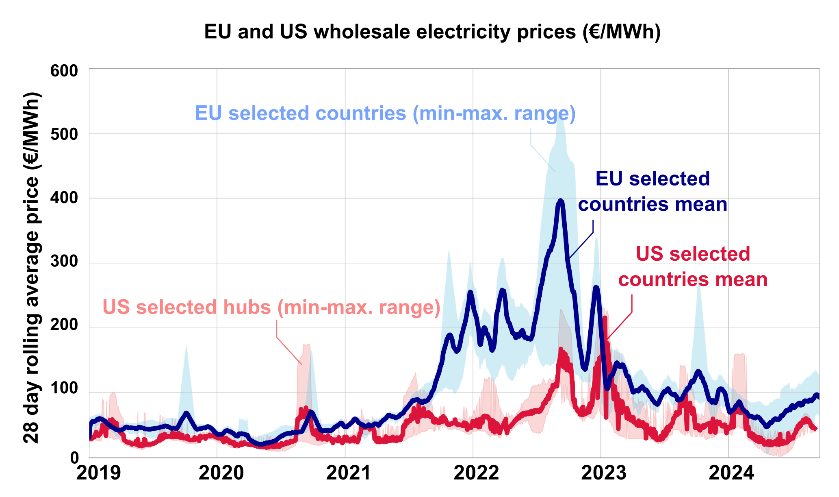 EU and US wholesale electricity prices (€/MWh)
28 day rolling average price (€/MWh)
600
500
400
300
200
100
0
EU selected countries (min-max. range)
EU selected
countries mean
US selected
countries mean
US selected hubs (min-max. range)
2019
2020
2021
2022
2023
2024